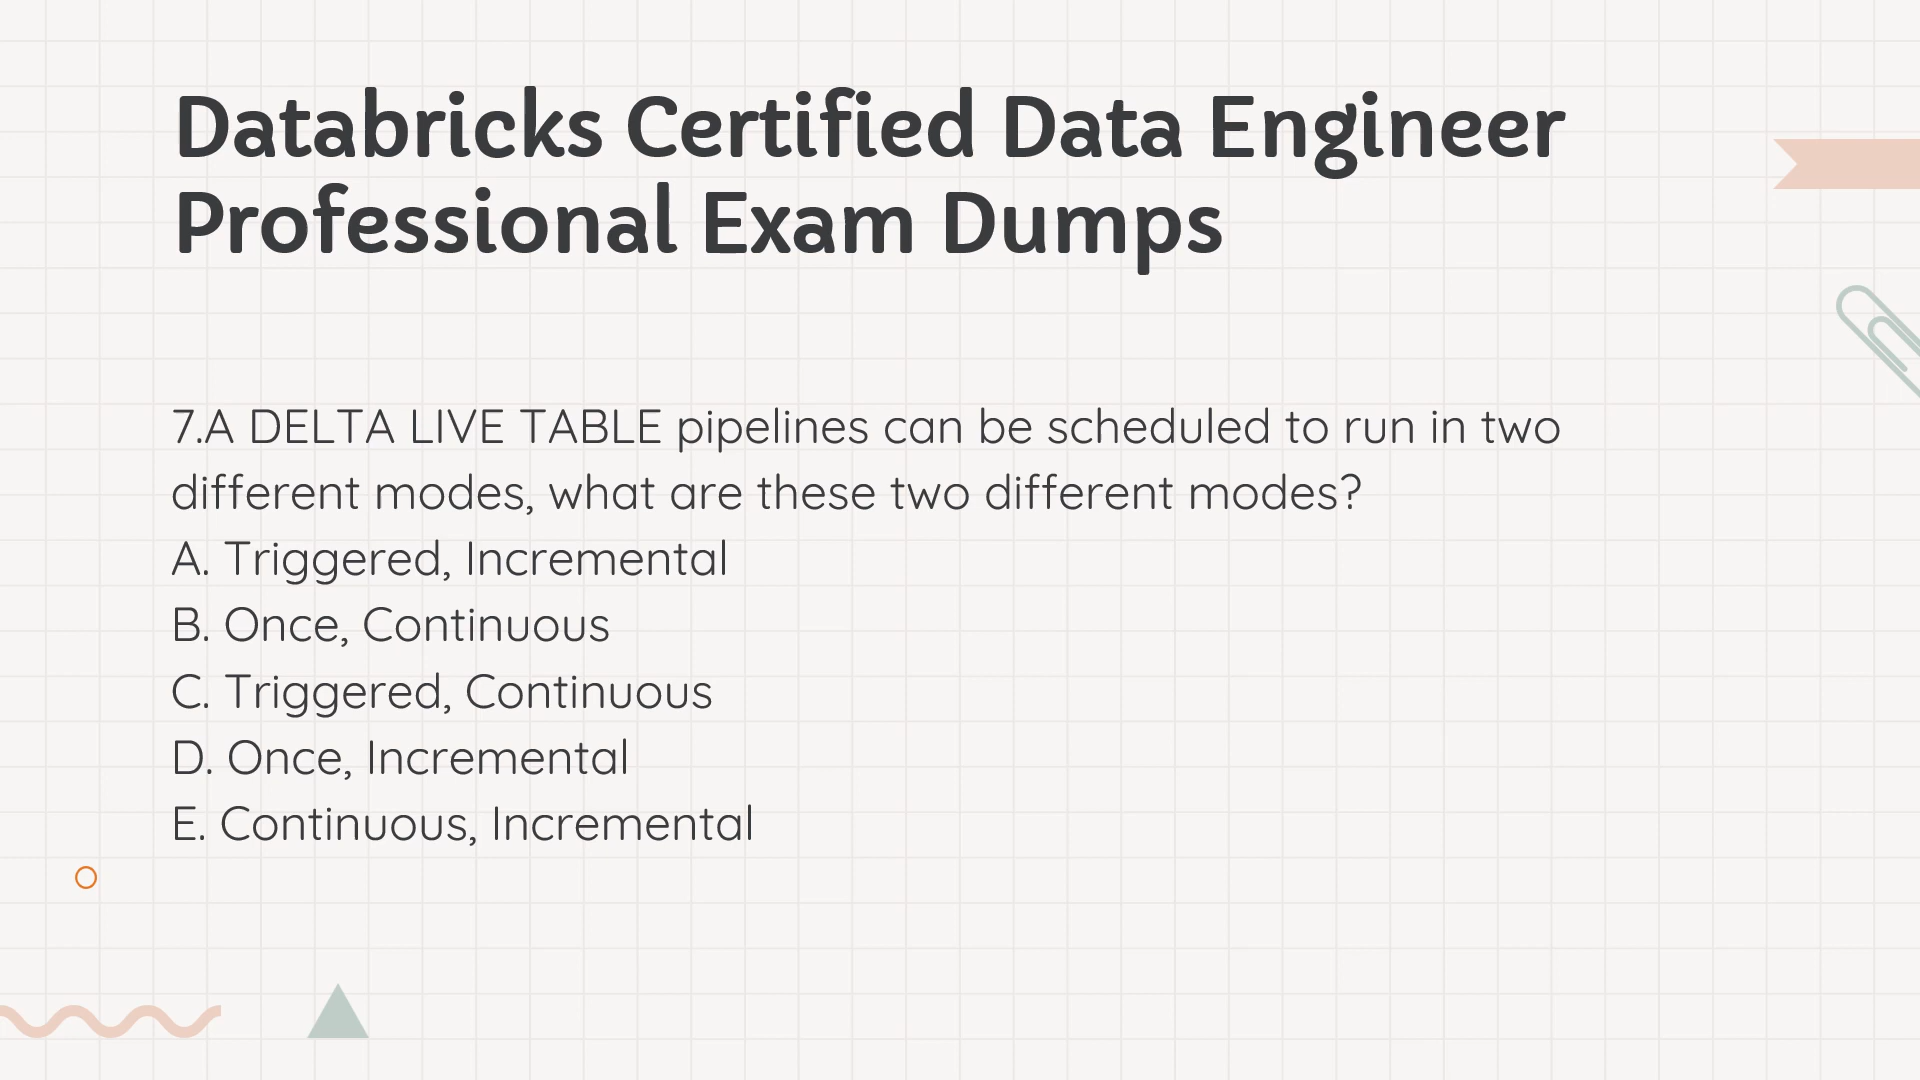 Databricks Certified Data Engineer
Professional Exam Dumps
7.A DELTA LIVE TABLE pipelines can be scheduled to run in two
different modes, what are these two different modes?
A. Triggered, Incremental
B. Once, Continuous
C. Triggered, Continuous
D. Once, Incremental
E. Continuous, Incremental